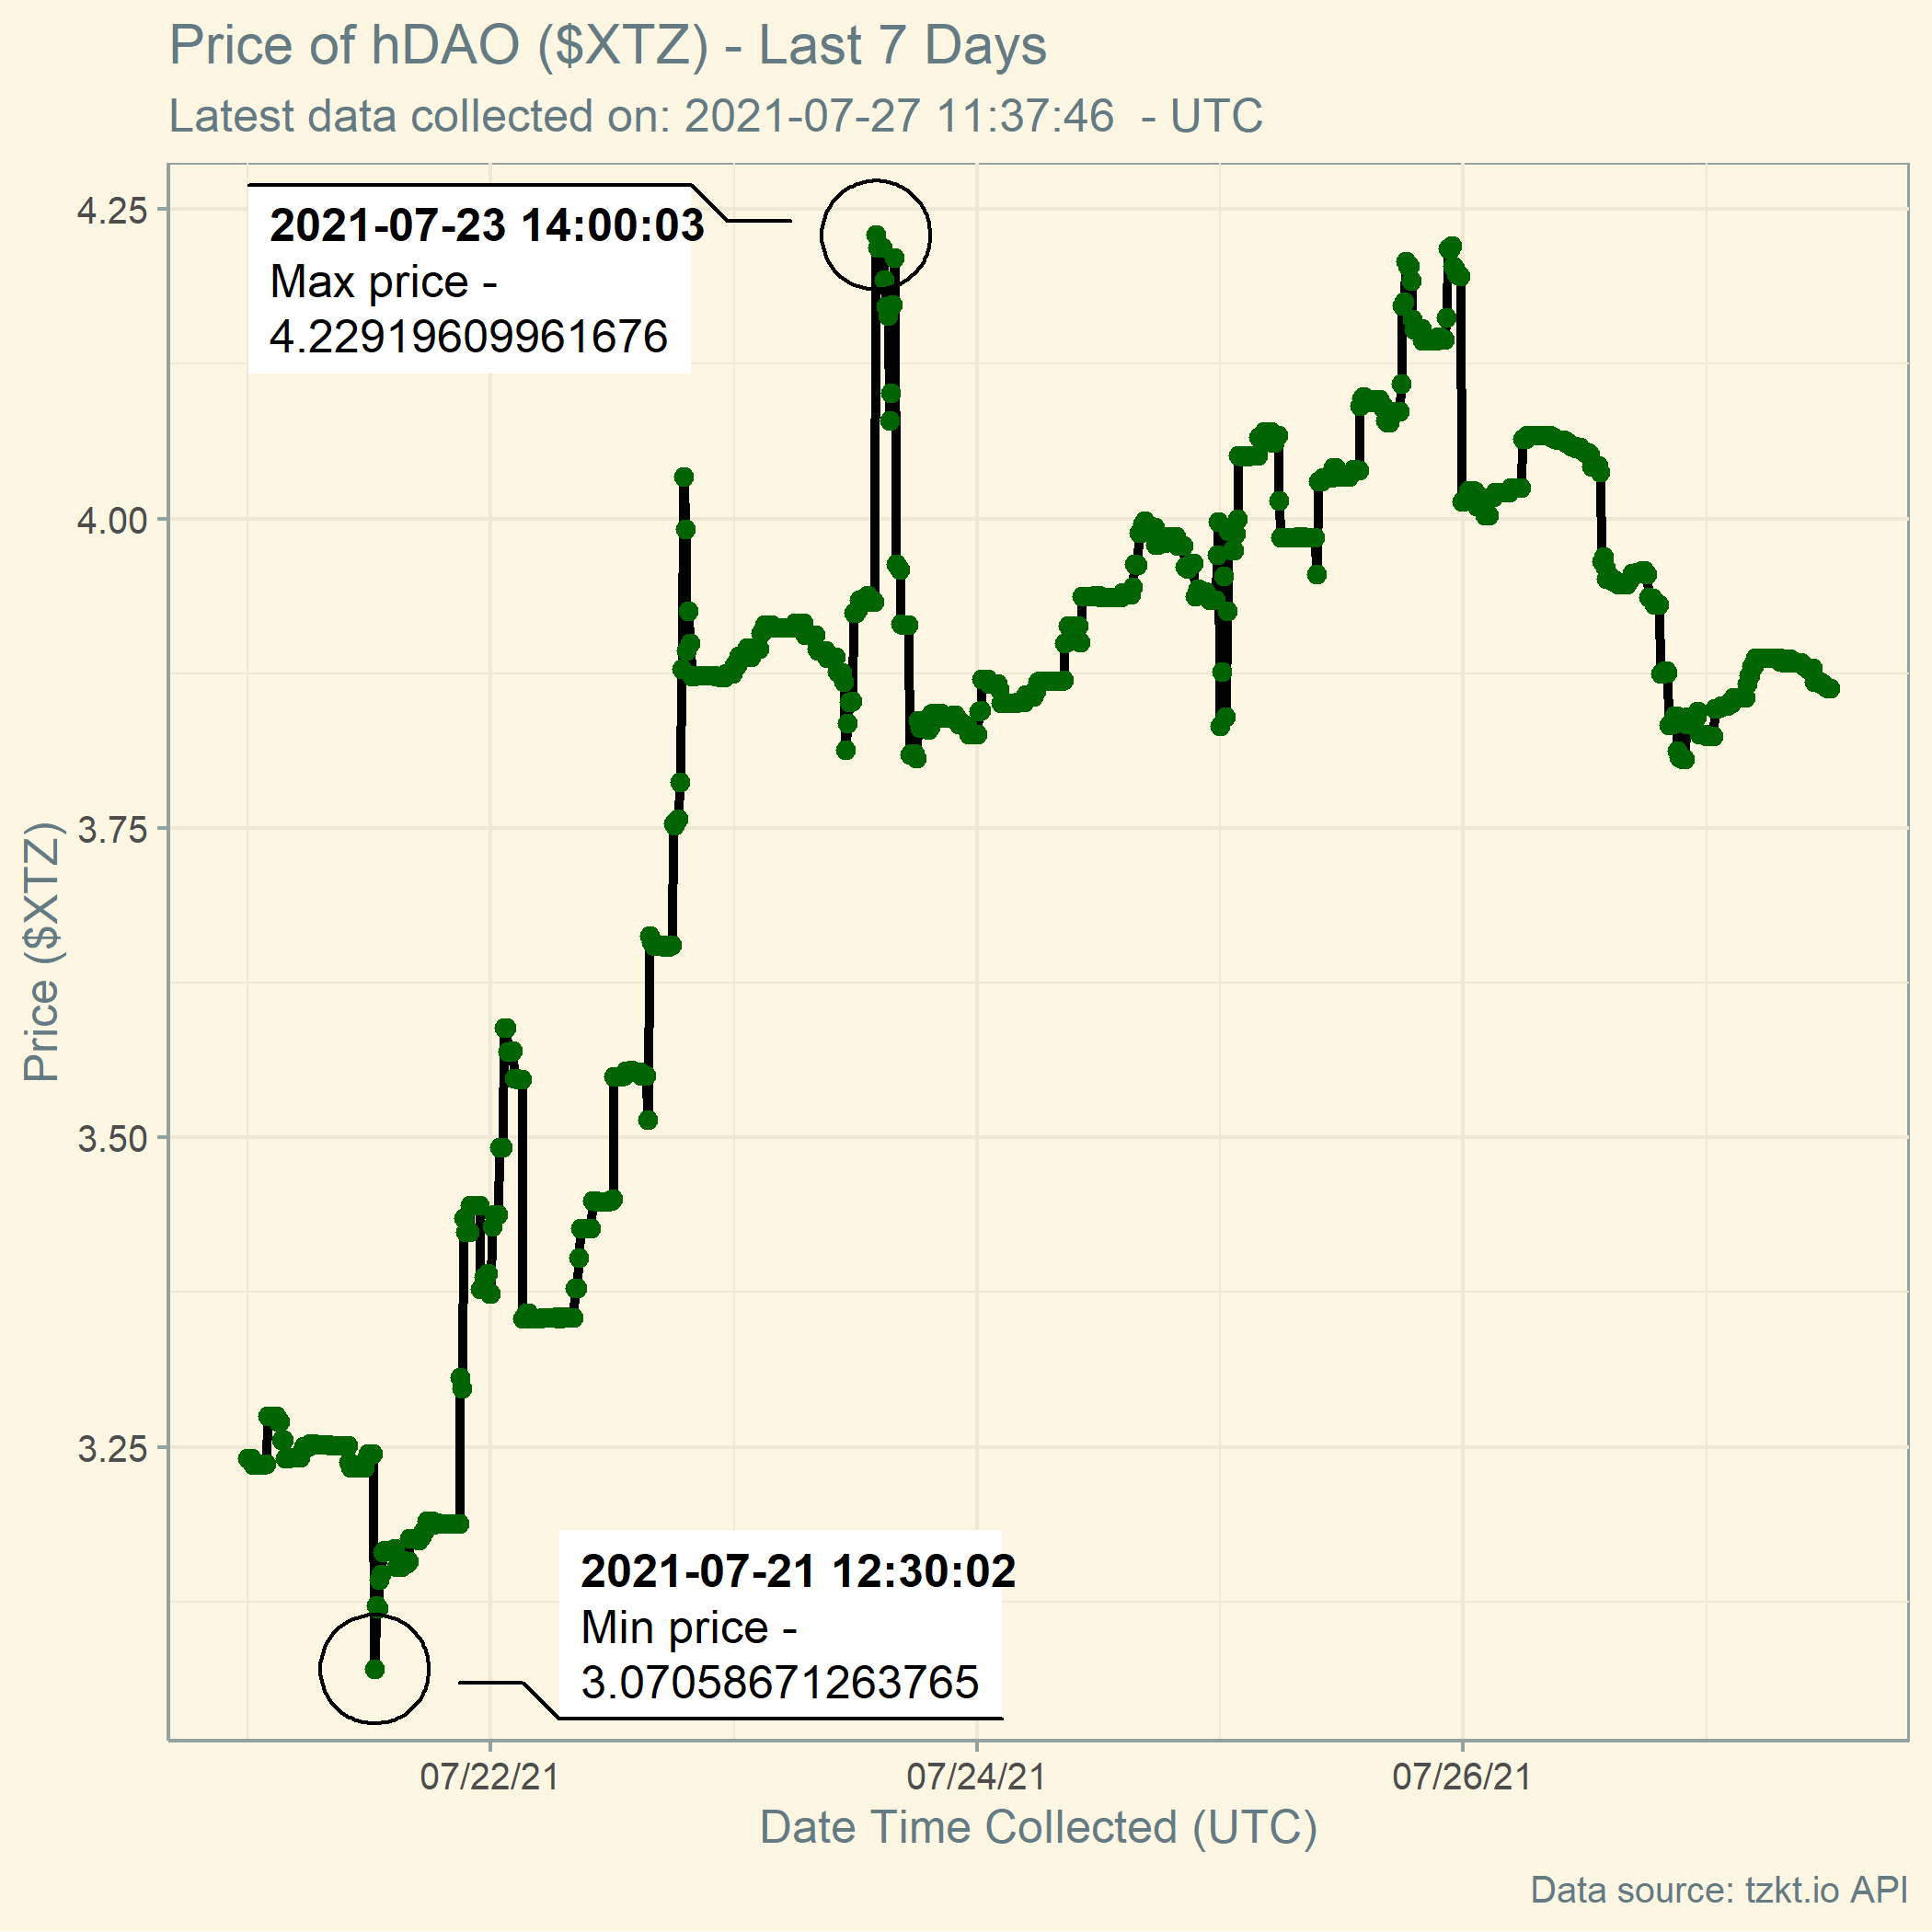 Price of hDAO ($XTZ) - Last 7 Days
Latest data collected on: 2021-07-27 11:37:46  - UTC
4.25
4.00
3.75
3.50
3.25
Price ($XTZ)
2021-07-23 14:00:03
Max price -
4.22919609961676
2021-07-21 12:30:02
Min price -
3.07058671263765
07/22/21
07/24/21
07/26/21
Date Time Collected (UTC)
Data source: tzkt.io API